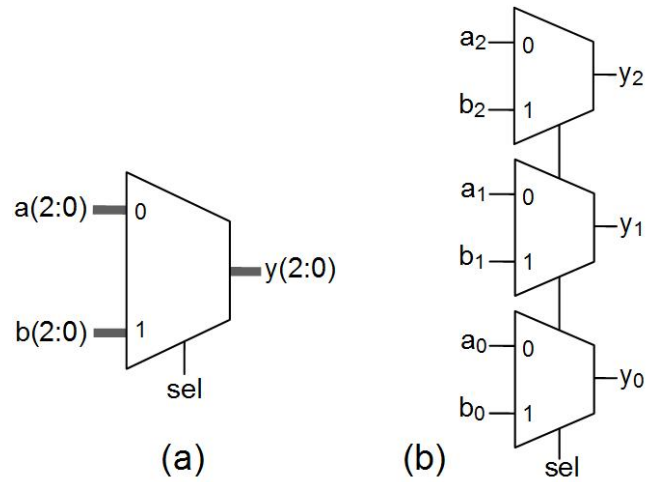 a(2:0) 0 y(2:0)
b(2:0) 1
sel
(a)
a2 0 y2
b2 1
a1 0 y1
b1 1
a0 0 y0
b0 1
sel
(b)